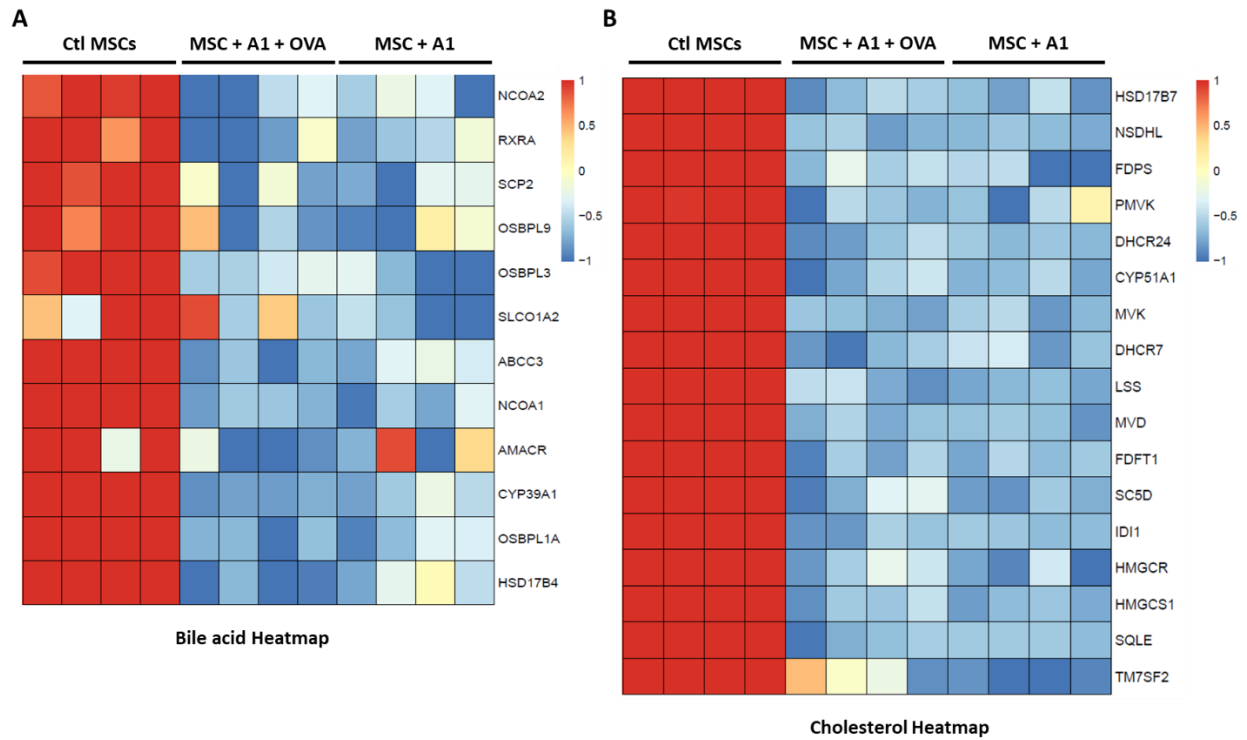 A
Ctl MSCs
MSC + A1 + OVA
MSC + A1
NCOA2
RXRA
SCP2
OSBPL9
OSBPL3
SLCO1A2
ABCC3
NCOA1
AMACR
CYP39A1
OSBPL1A
HSD17B4
1
0.5
0
−0.5
−1
Bile acid Heatmap
B
Ctl MSCs
MSC + A1 + OVA
MSC + A1
HSD17B7
NSDHL
FDPS
PMVK
DHCR24
CYP51A1
MVK
DHCR7
LSS
MVD
FDFT1
SC5D
IDI1
HMGCR
HMGCS1
SQLE
TM7SF2
1
0.5
0
−0.5
−1
Cholesterol Heatmap